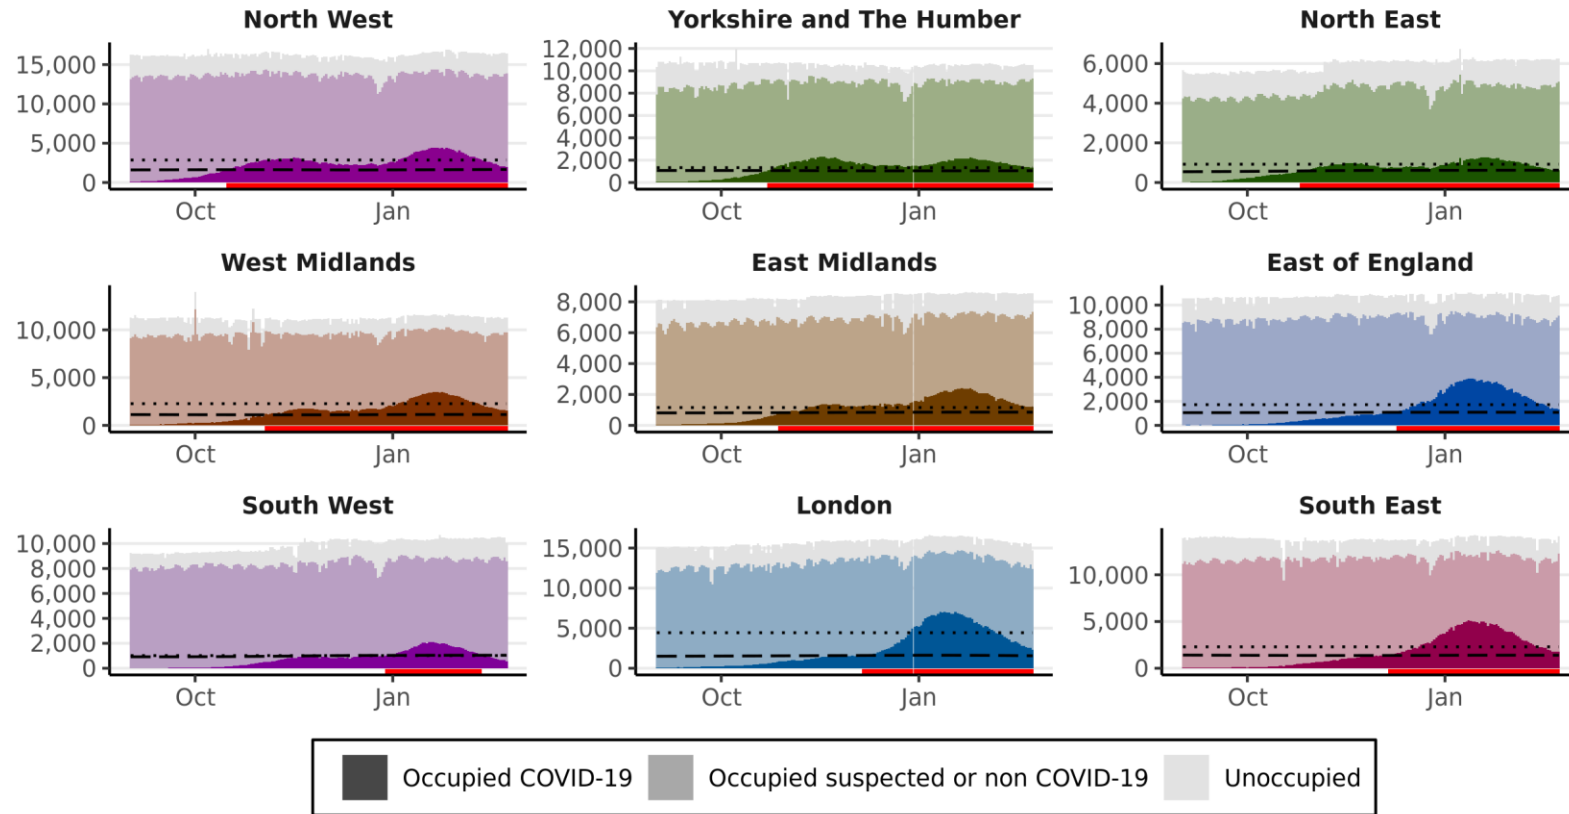 North West
Yorkshire and The Humber
North East
15,000
10,000
5,000
0
Oct
Jan
12,000
10,000
8,000
6,000
4,000
2,000
0
Oct
Jan
6,000
4,000
2,000
0
Oct
Jan
West Midlands
East Midlands
East of England
10,000
5,000
0
Oct
Jan
8,000
6,000
4,000
2,000
0
Oct
Jan
10,000
8,000
6,000
4,000
2,000
0
Oct
Jan
South West
London
South East
10,000
8,000
6,000
4,000
2,000
0
Oct
Jan
15,000
10,000
5,000
0
Oct
Jan
10,000
5,000
0
Oct
Jan
Occupied COVID-19
Occupied suspected or non COVID-19
Unoccupied